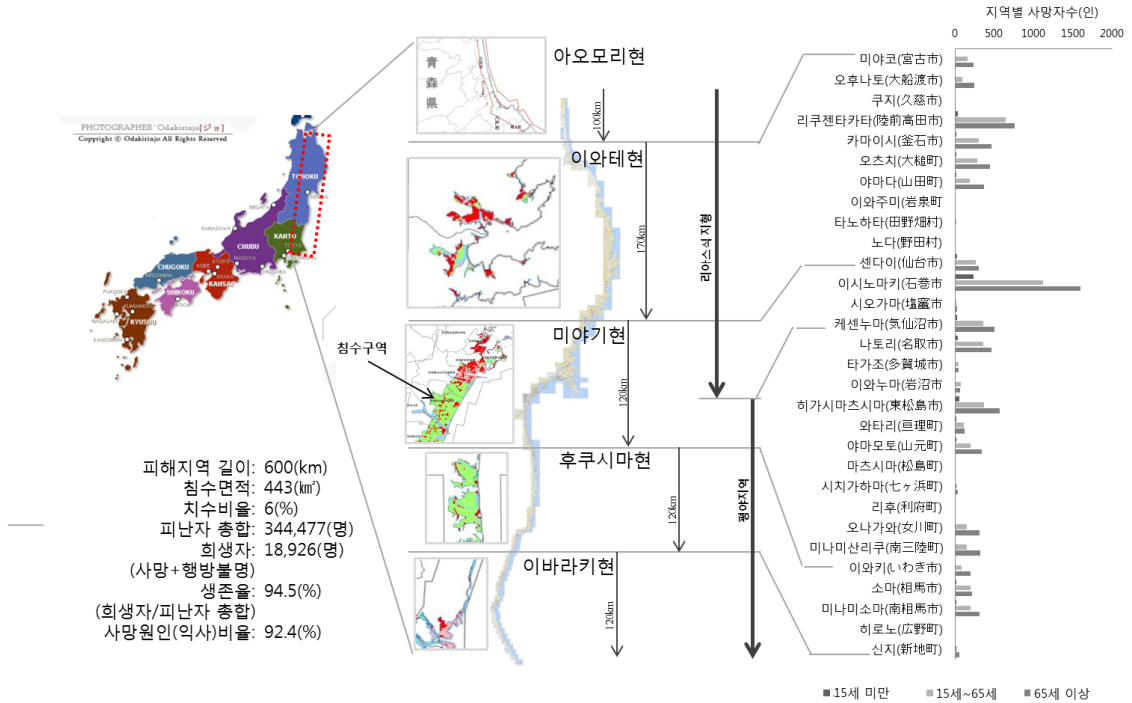 PHOTOGRAPHER' Odakirinjo[ジョ]
Copyright ⓒ Odakirinjo All Rights Reserved
TOHOKU
SENDAI
NIIGATA
KANAZAWA
KANTO
TOKYO
CHUBU
NAGOYA
KYOTO
KOBE
OSAKA
KANSAI
CHUGOKU
HIROSHIMA
SHIKOKU
KOCHI
FUKUOKA
KUMAMOTO
NAGASAKI
KYUSHU
KAGOSHIMA
피해지역 길이: 600(km)
침수면적: 443(㎢)
치수비율: 6(%)
피난자 총합: 344,477(명)
희생자: 18,926(명)
(사망+행방불명)
생존율: 94.5(%)
(희생자/피난자 총합)
사망원인(익사)비율: 92.4(%)
青森県
아오모리현
100km
이와테현
170km
미야기현
침수구역
120km
후쿠시마현
120km
이바라키현
120km
리아스식 지형
평야지역
지역별 사망자수(인)
0 500 1000 1500 2000
미야코(宮古市)
오후나토(大船渡市)
쿠지(久慈市)
리쿠젠타카타(陸前高田市)
카마이시(釜石市)
오츠치(大槌町)
야마다(山田町)
이와주미(岩泉町
타노하타(田野畑村)
노다(野田村)
센다이(仙台市)
이시노마키(石巻市
시오가마(塩竈市
케센누마(気仙沼市)
나토리(名取市)
타가조(多賀城市)
이와누마(岩沼市
히가시마츠시마(東松島市)
와타리(亘理町)
야마모토(山元町)
마츠시마(松島町)
시치가하마(七ヶ浜町)
리후(利府町)
오나가와(女川町)
미나미산리쿠(南三陸町)
이와키(いわき市)
소마(相馬市)
미나미소마(南相馬市)
히로노(広野町)
신지(新地町)
15세 미만 15세~65세 65세 이상